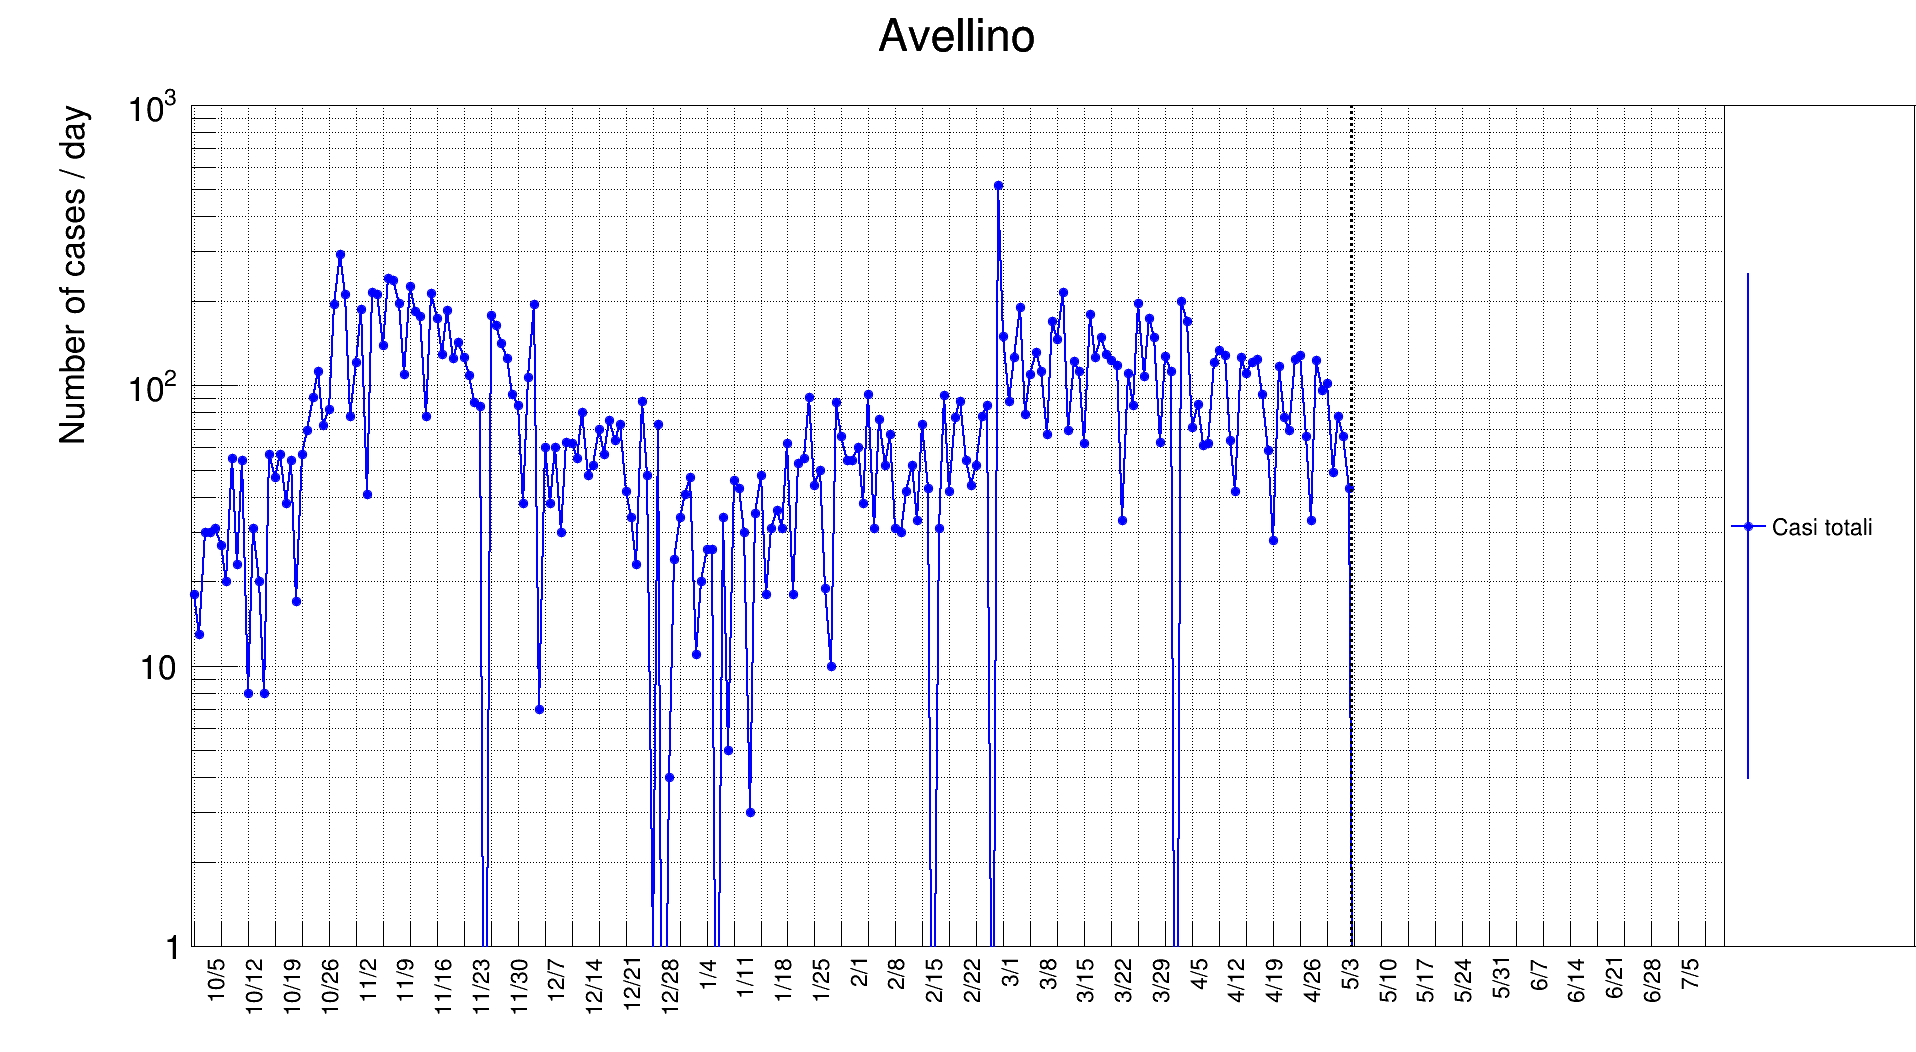 Avellino
Number of cases / day
10³
10²
10
1
10/5 10/12 10/19 10/26 11/2 11/9 11/16 11/23 11/30 12/7 12/14 12/21 12/28 1/4 1/11 1/18 1/25 2/1 2/8 2/15 2/22 3/1 3/8 3/15 3/22 3/29 4/5 4/12 4/19 4/26 5/3 5/10 5/17 5/24 5/31 6/7 6/14 6/21 6/28 7/5
Casi totali